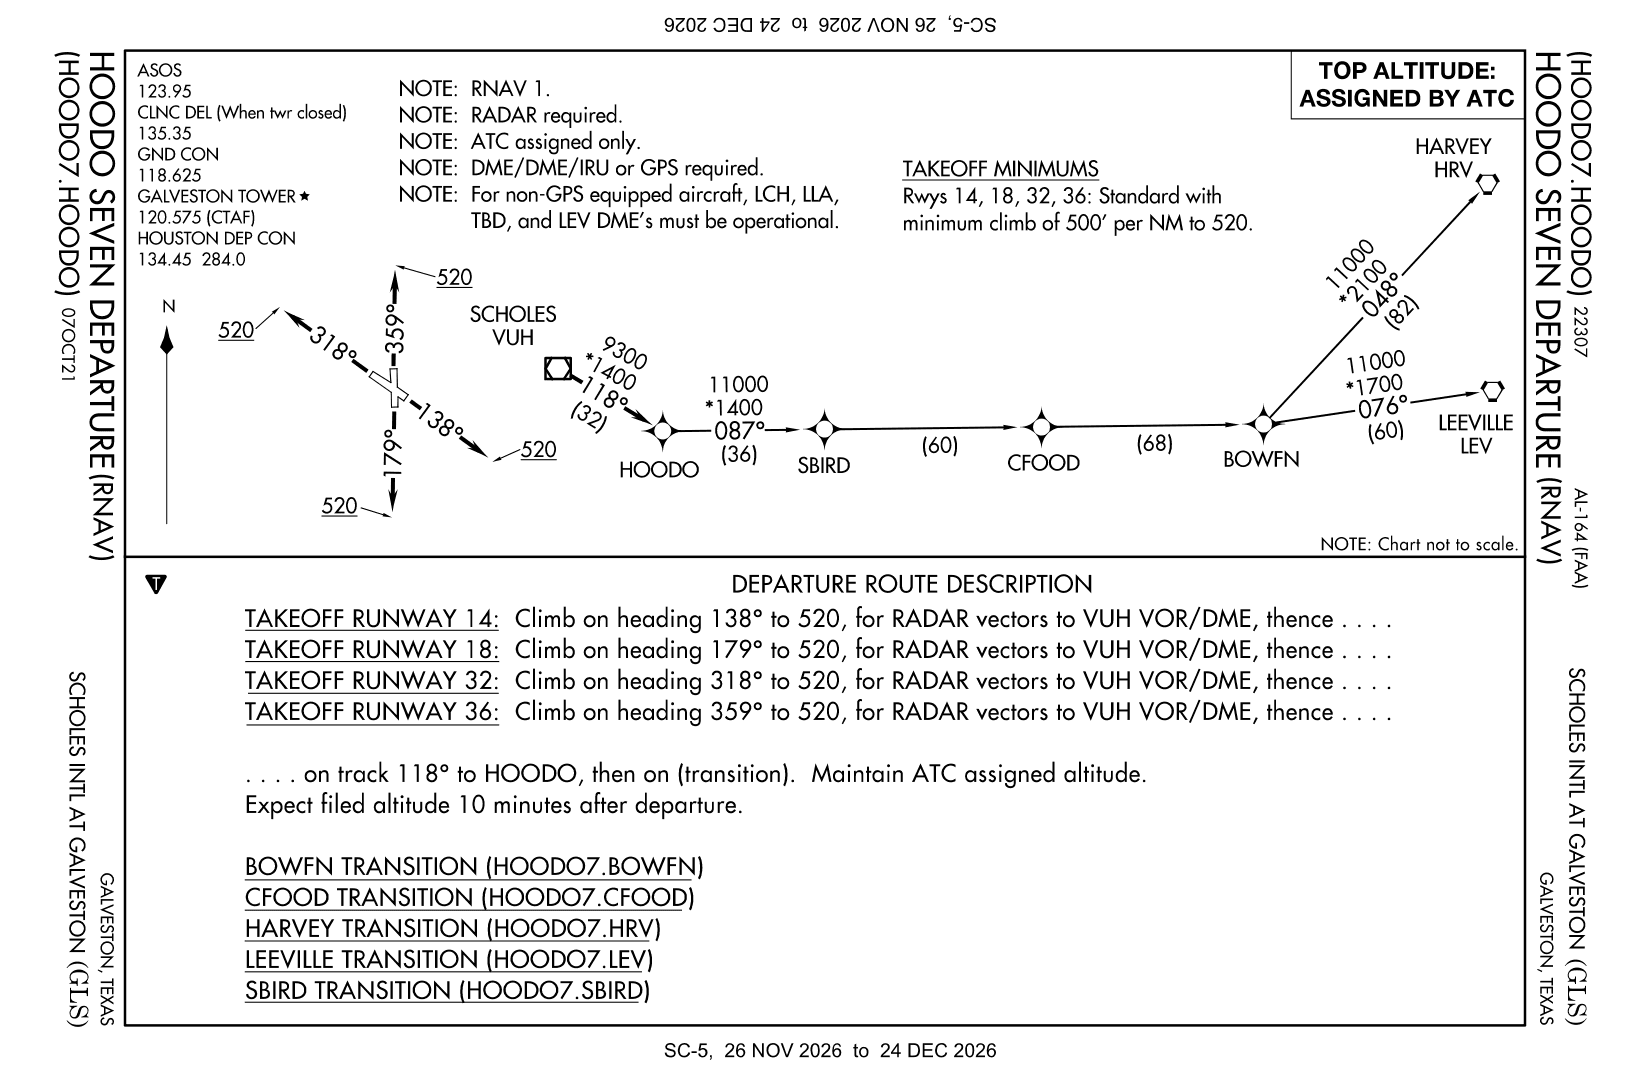 SC-5, 26 NOV 2026 to 24 DEC 2026
(HOODO7.HOODO) 07OCT21
HOODO SEVEN DEPARTURE (RNAV)
SCHOLES INTL AT GALVESTON (GLS)
GALVESTON, TEXAS
ASOS
123.95
CLNC DEL (When twr closed)
135.35
GND CON
118.625
GALVESTON TOWER ★
120.575 (CTAF)
HOUSTON DEP CON
134.45 284.0
NOTE: RNAV 1.
NOTE: RADAR required.
NOTE: ATC assigned only.
NOTE: DME/DME/IRU or GPS required.
NOTE: For non-GPS equipped aircraft, LCH, LLA,
TBD, and LEV DME's must be operational.
TAKEOFF MINIMUMS
Rwys 14, 18, 32, 36: Standard with
minimum climb of 500' per NM to 520.
TOP ALTITUDE:
ASSIGNED BY ATC
N
520
318°
520
359°
138°
520
179°
520
SCHOLES
VUH
9300
*1400
118°
(32)
HOODO
11000
*1400
087°
(36)
SBIRD
(60)
CFOOD
(68)
BOWFN
11000
*2100
048°
(82)
HARVEY
HRV
11000
*1700
076°
(60)
LEEVILLE
LEV
NOTE: Chart not to scale.
T
DEPARTURE ROUTE DESCRIPTION
TAKEOFF RUNWAY 14: Climb on heading 138° to 520, for RADAR vectors to VUH VOR/DME, thence . . . .
TAKEOFF RUNWAY 18: Climb on heading 179° to 520, for RADAR vectors to VUH VOR/DME, thence . . . .
TAKEOFF RUNWAY 32: Climb on heading 318° to 520, for RADAR vectors to VUH VOR/DME, thence . . . .
TAKEOFF RUNWAY 36: Climb on heading 359° to 520, for RADAR vectors to VUH VOR/DME, thence . . . .
. . . . on track 118° to HOODO, then on (transition). Maintain ATC assigned altitude.
Expect filed altitude 10 minutes after departure.
BOWFN TRANSITION (HOODO7.BOWFN)
CFOOD TRANSITION (HOODO7.CFOOD)
HARVEY TRANSITION (HOODO7.HRV)
LEEVILLE TRANSITION (HOODO7.LEV)
SBIRD TRANSITION (HOODO7.SBIRD)
(HOODO7.HOODO) 22307
HOODO SEVEN DEPARTURE (RNAV)
AL-164 (FAA)
SCHOLES INTL AT GALVESTON (GLS)
GALVESTON, TEXAS
SC-5, 26 NOV 2026 to 24 DEC 2026